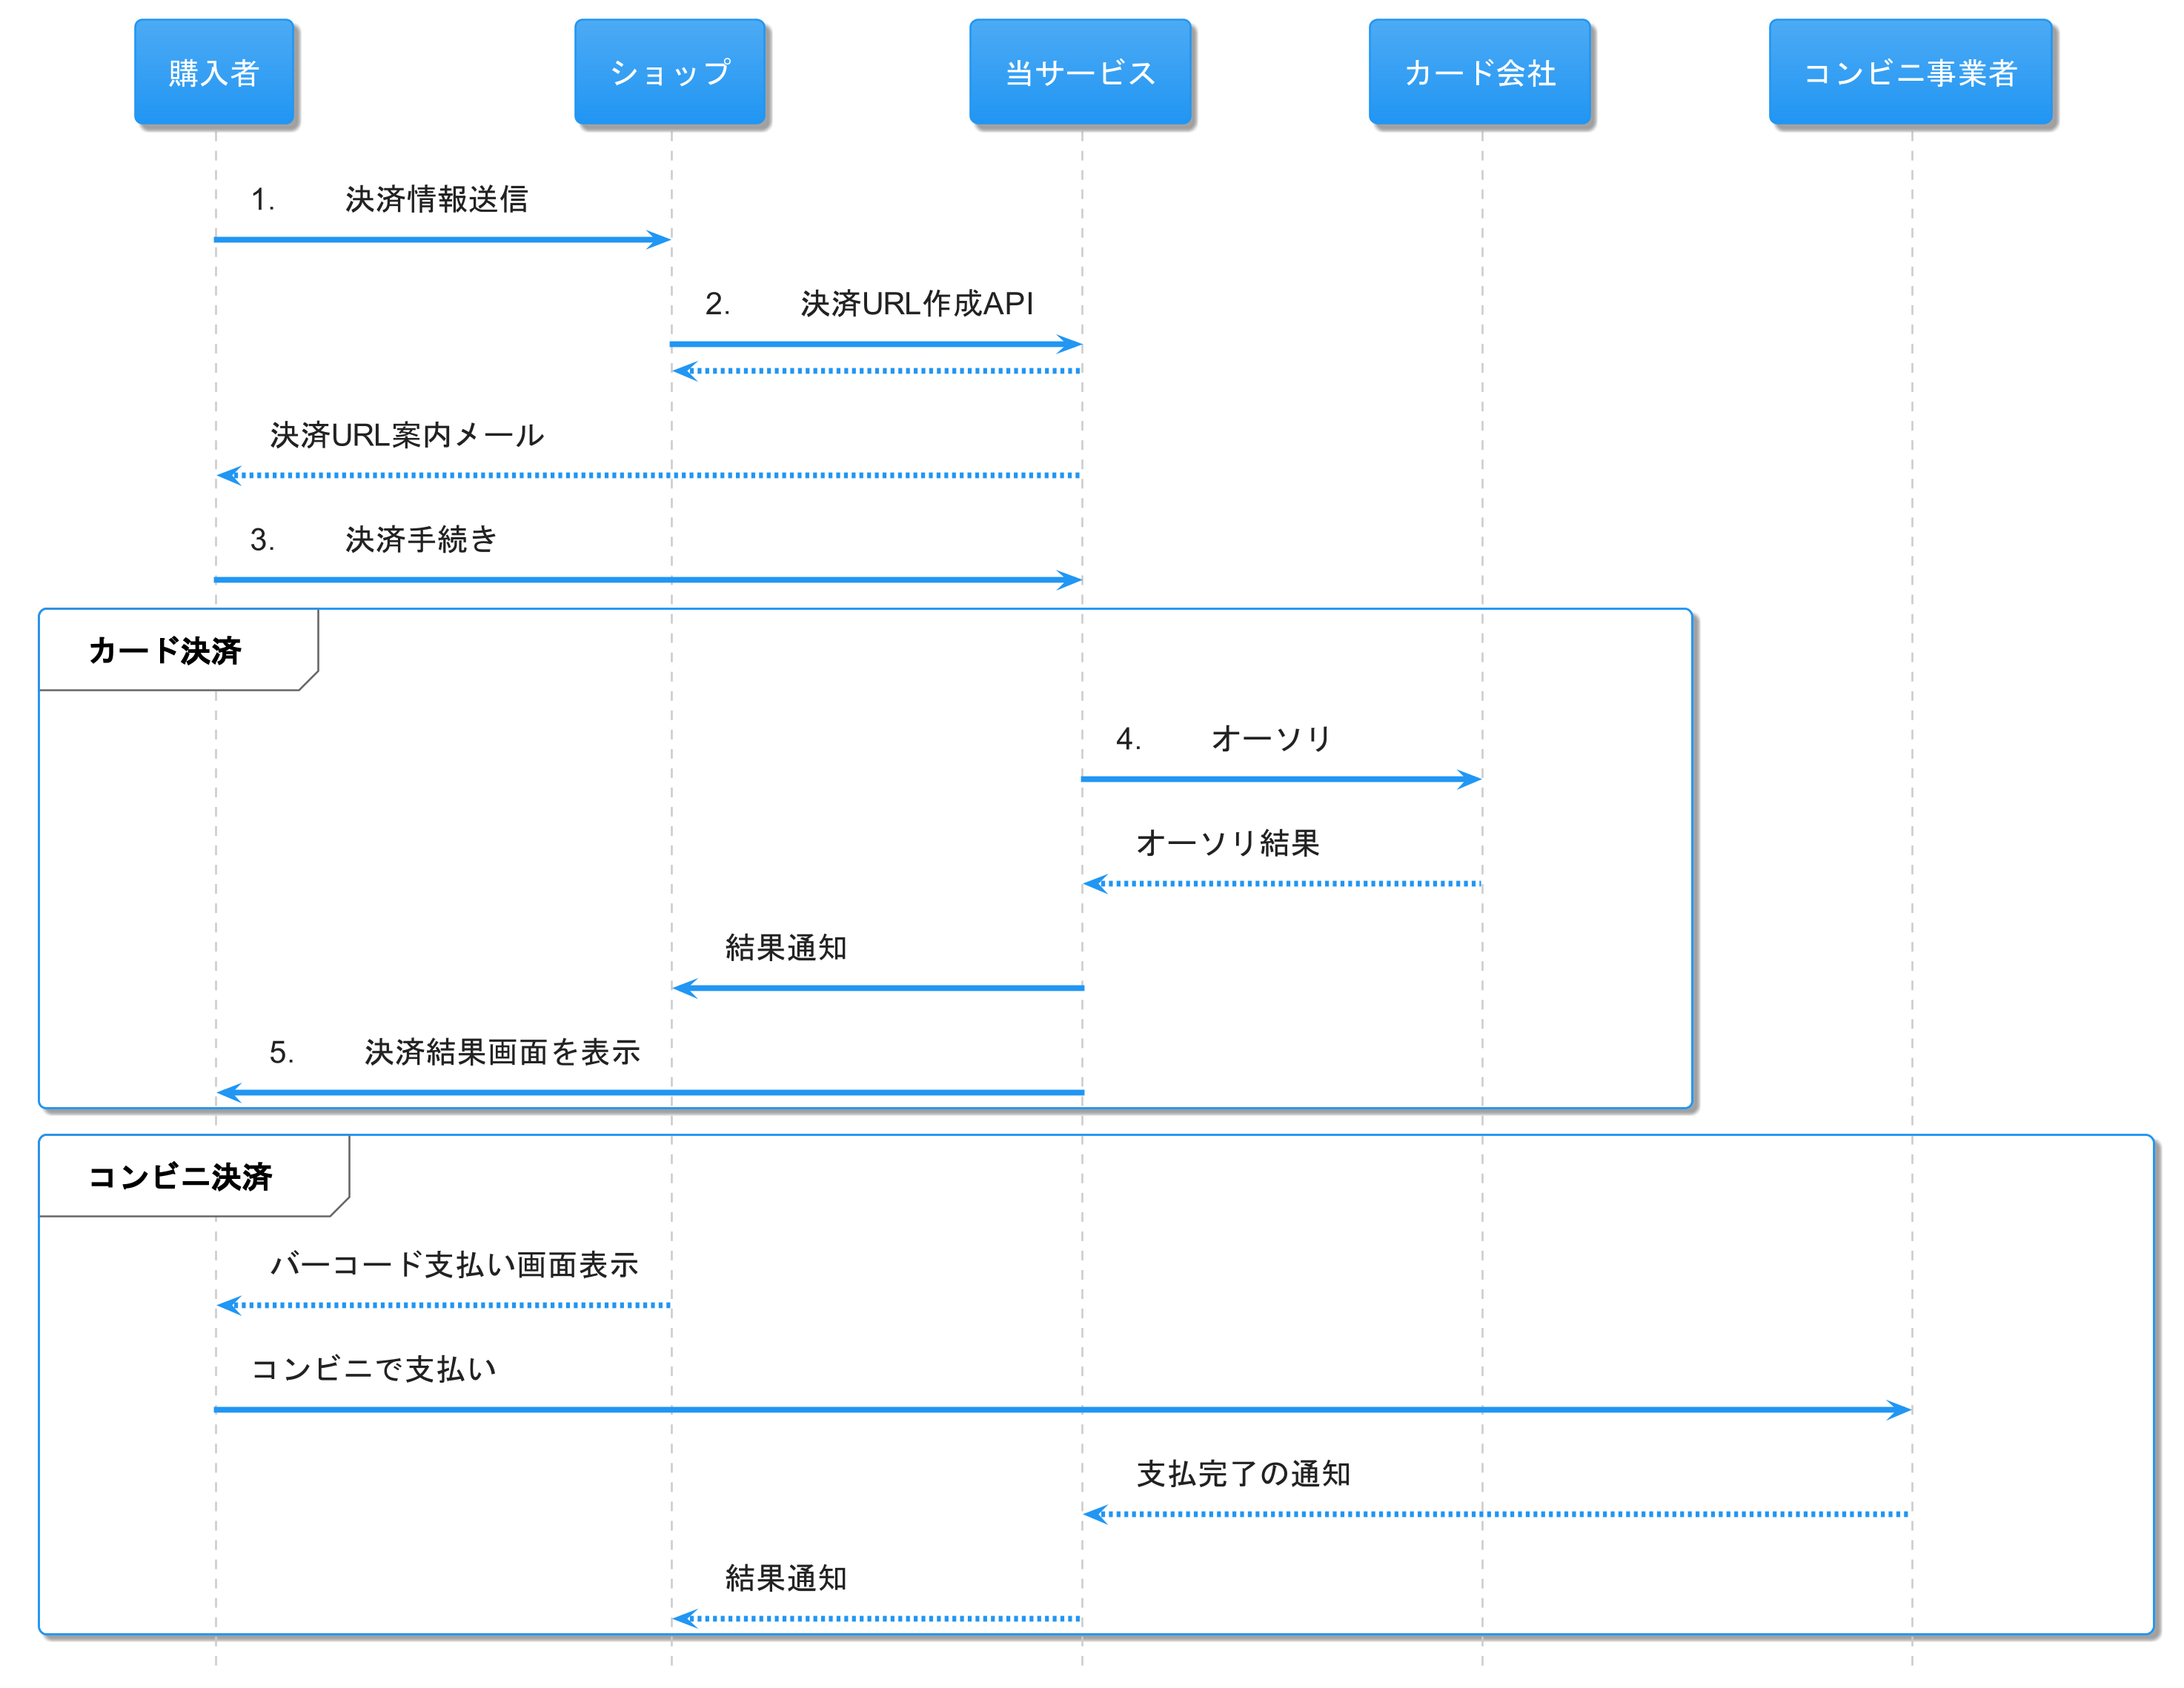 購入者
ショップ
当サービス
カード会社
コンビニ事業者
1. 決済情報送信
2. 決済URL作成API
決済URL案内メール
3. 決済手続き
カード決済
4. オーソリ
オーソリ結果
結果通知
5. 決済結果画面を表示
コンビニ決済
バーコード支払い画面表示
コンビニで支払い
支払完了の通知
結果通知